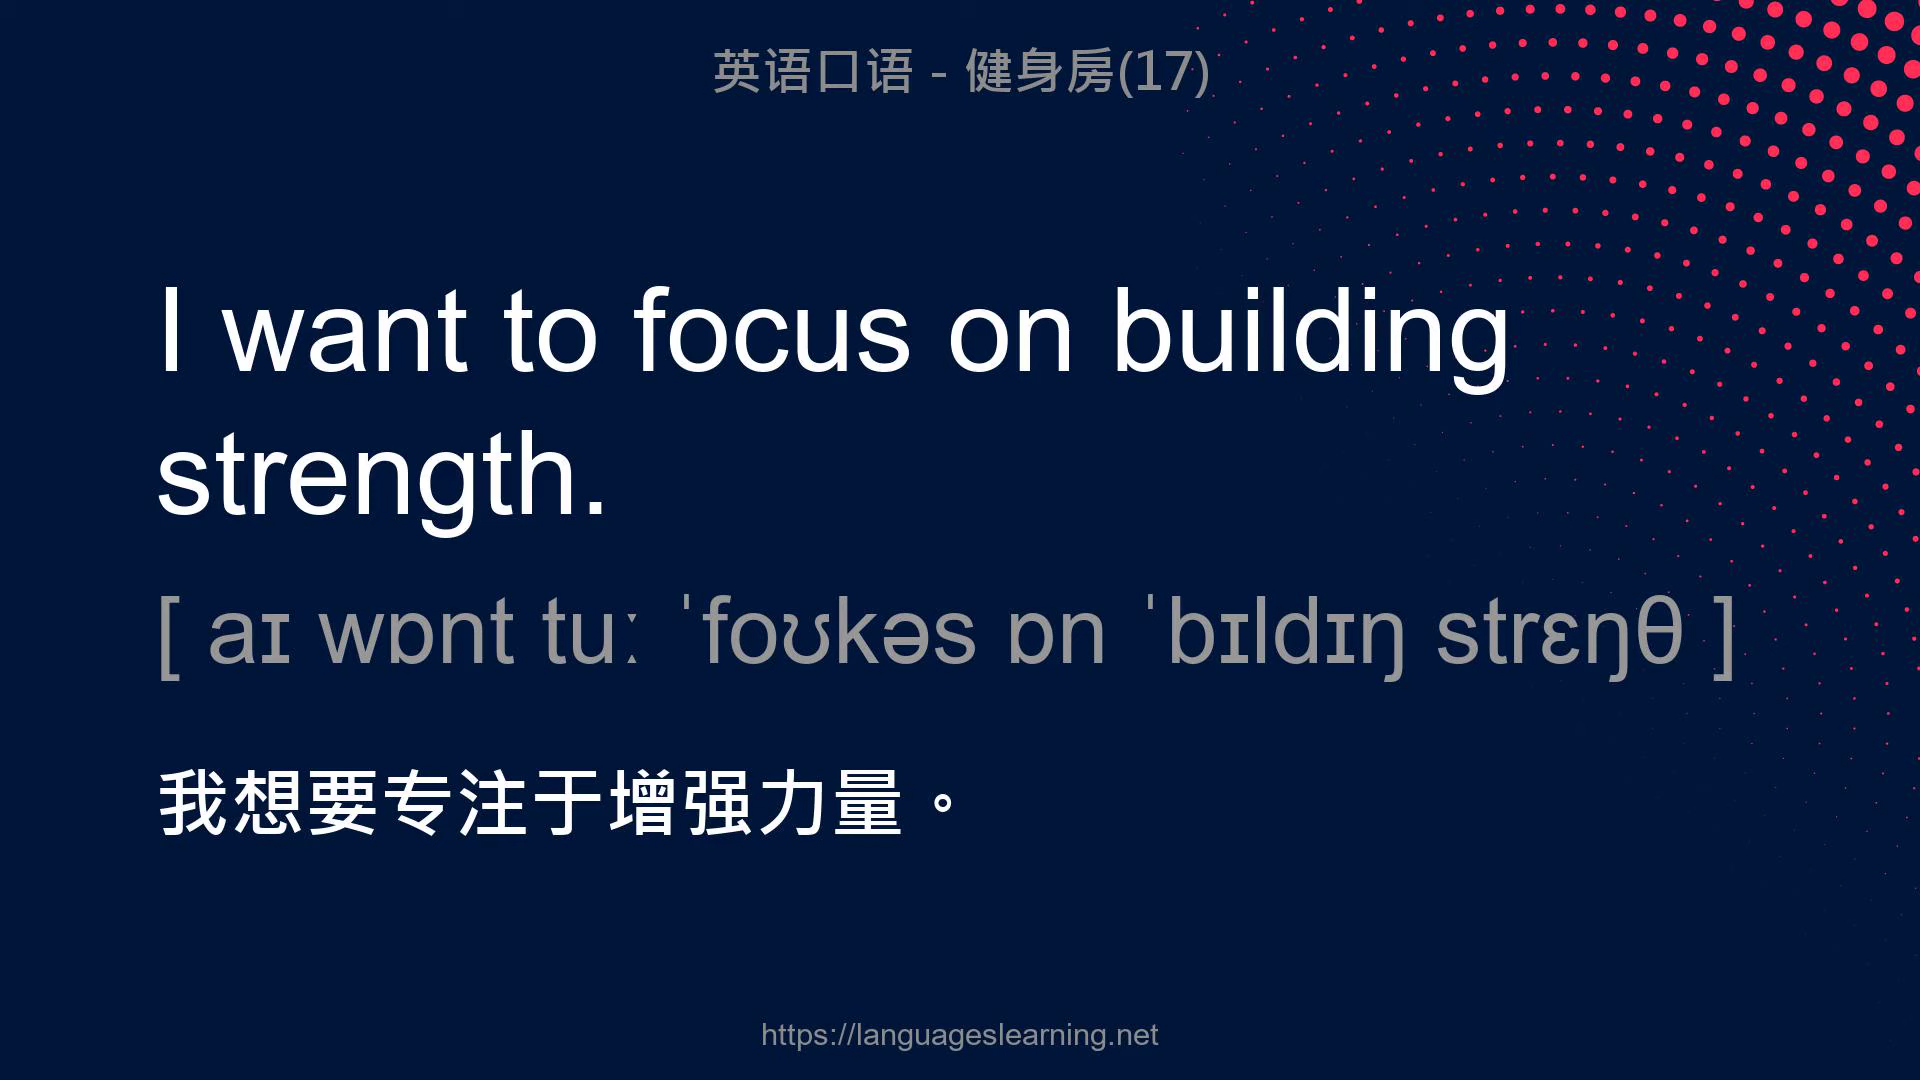 英语口语 - 健身房(17)
I want to focus on building
strength.
[ aɪ wɒnt tuː ˈfoʊkəs ɒn ˈbɪldɪŋ strɛŋθ ]
我想要专注于增强力量。
https://languageslearning.net